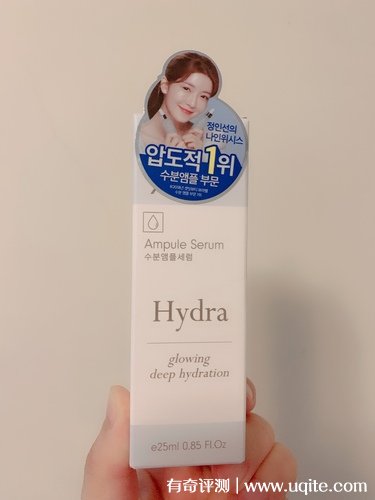 정인선의
나인위시스
압도적1위
수분앰플 부문
Ampule Serum
수분앰플세럼
Hydra
glowing
deep hydration
℮25ml 0.85 Fl.Oz
有奇评测 | www.uqite.com